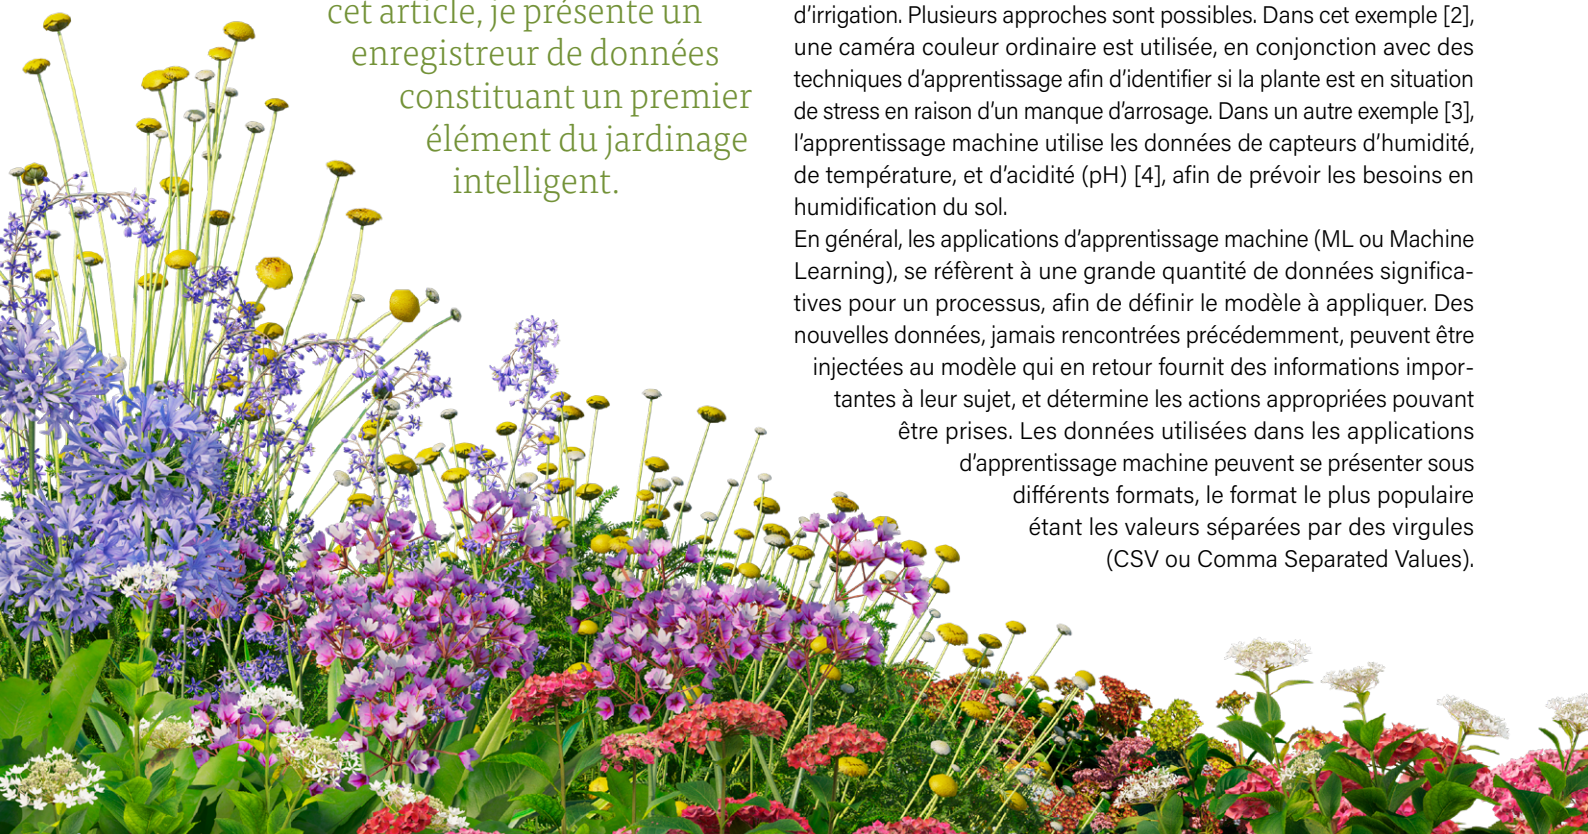 cet article, je présente un
enregistreur de données
constituant un premier
élément du jardinage
intelligent.
d’irrigation. Plusieurs approches sont possibles. Dans cet exemple [2],
une caméra couleur ordinaire est utilisée, en conjonction avec des
techniques d’apprentissage afin d’identifier si la plante est en situation
de stress en raison d’un manque d’arrosage. Dans un autre exemple [3],
l’apprentissage machine utilise les données de capteurs d’humidité,
de température, et d’acidité (pH) [4], afin de prévoir les besoins en
humidification du sol.
En général, les applications d’apprentissage machine (ML ou Machine
Learning), se réfèrent à une grande quantité de données significa-
tives pour un processus, afin de définir le modèle à appliquer. Des
nouvelles données, jamais rencontrées précédemment, peuvent être
injectées au modèle qui en retour fournit des informations impor-
tantes à leur sujet, et détermine les actions appropriées pouvant
être prises. Les données utilisées dans les applications
d’apprentissage machine peuvent se présenter sous
différents formats, le format le plus populaire
étant les valeurs séparées par des virgules
(CSV ou Comma Separated Values).